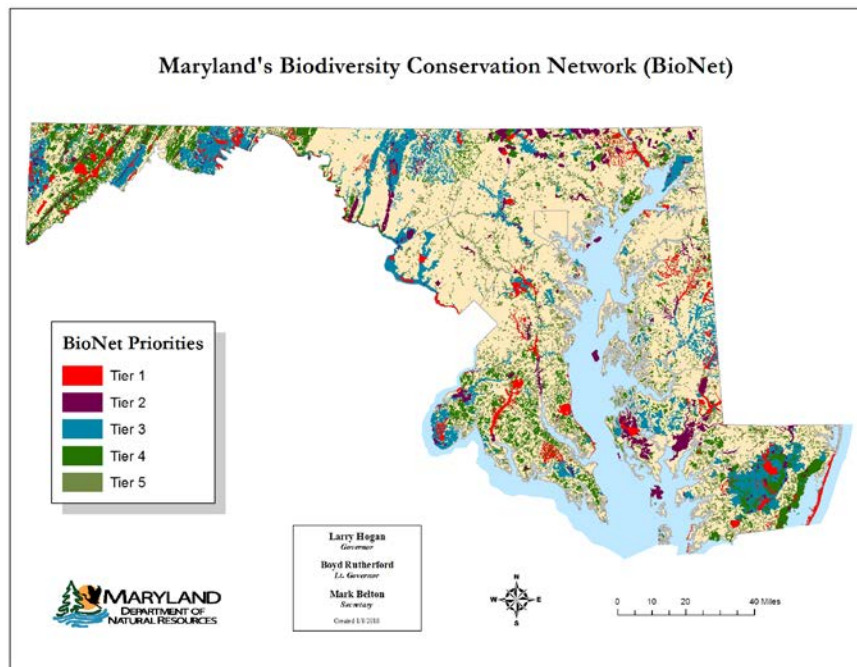 Maryland's Biodiversity Conservation Network (BioNet)
BioNet Priorities
Tier 1
Tier 2
Tier 3
Tier 4
Tier 5
Larry Hogan
Governor
Boyd Rutherford
Lt. Governor
Mark Belton
Secretary
MARYLAND
DEPARTMENT OF
NATURAL RESOURCES
N
W E
S
0 20 40 Miles